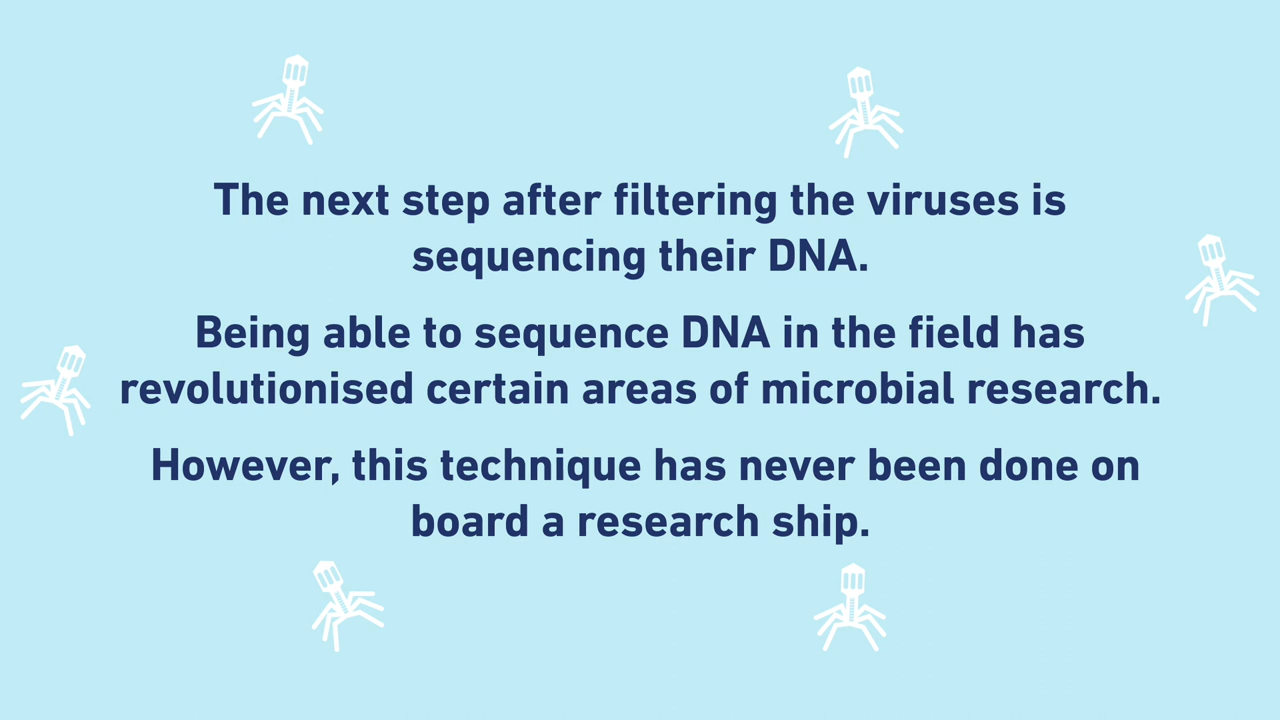 The next step after filtering the viruses is
sequencing their DNA.
Being able to sequence DNA in the field has
revolutionised certain areas of microbial research.
However, this technique has never been done on
board a research ship.